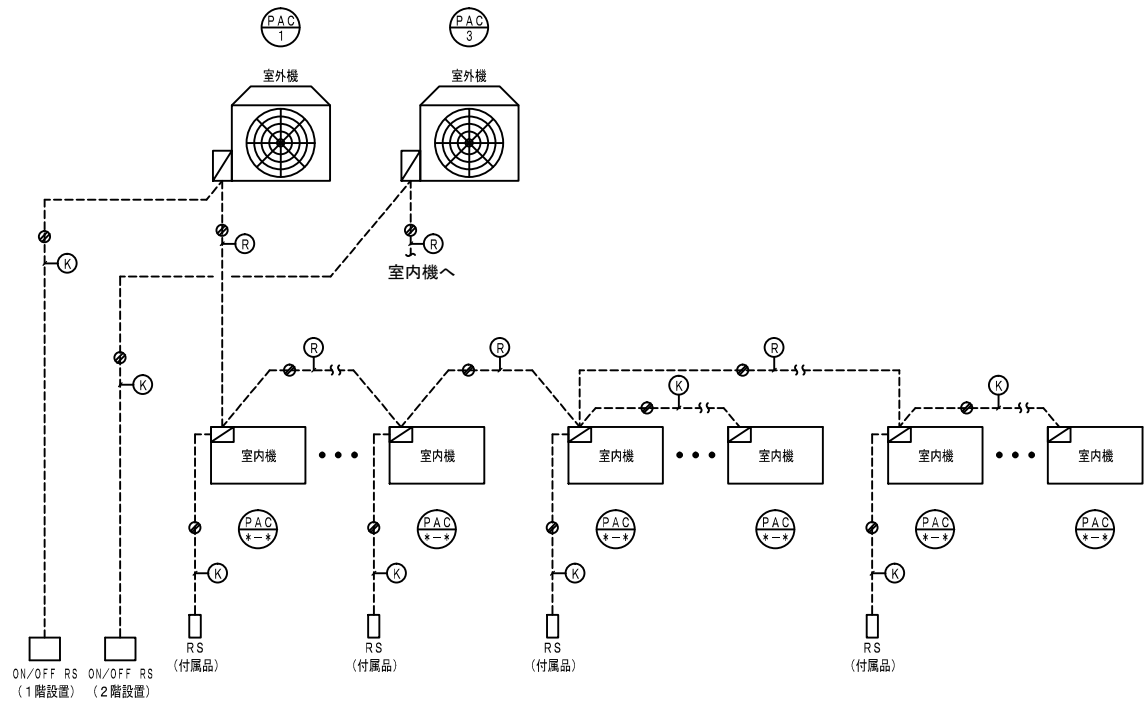 PAC
1
PAC
3
室外機
室外機
R
R
K
室内機へ
K
R
R
R
K
K
室内機
室内機
室内機
室内機
室内機
室内機
PAC
*-*
PAC
*-*
PAC
*-*
PAC
*-*
PAC
*-*
PAC
*-*
K
K
K
K
RS
(付属品)
RS
(付属品)
RS
(付属品)
RS
(付属品)
ON/OFF RS
(1階設置)
ON/OFF RS
(2階設置)